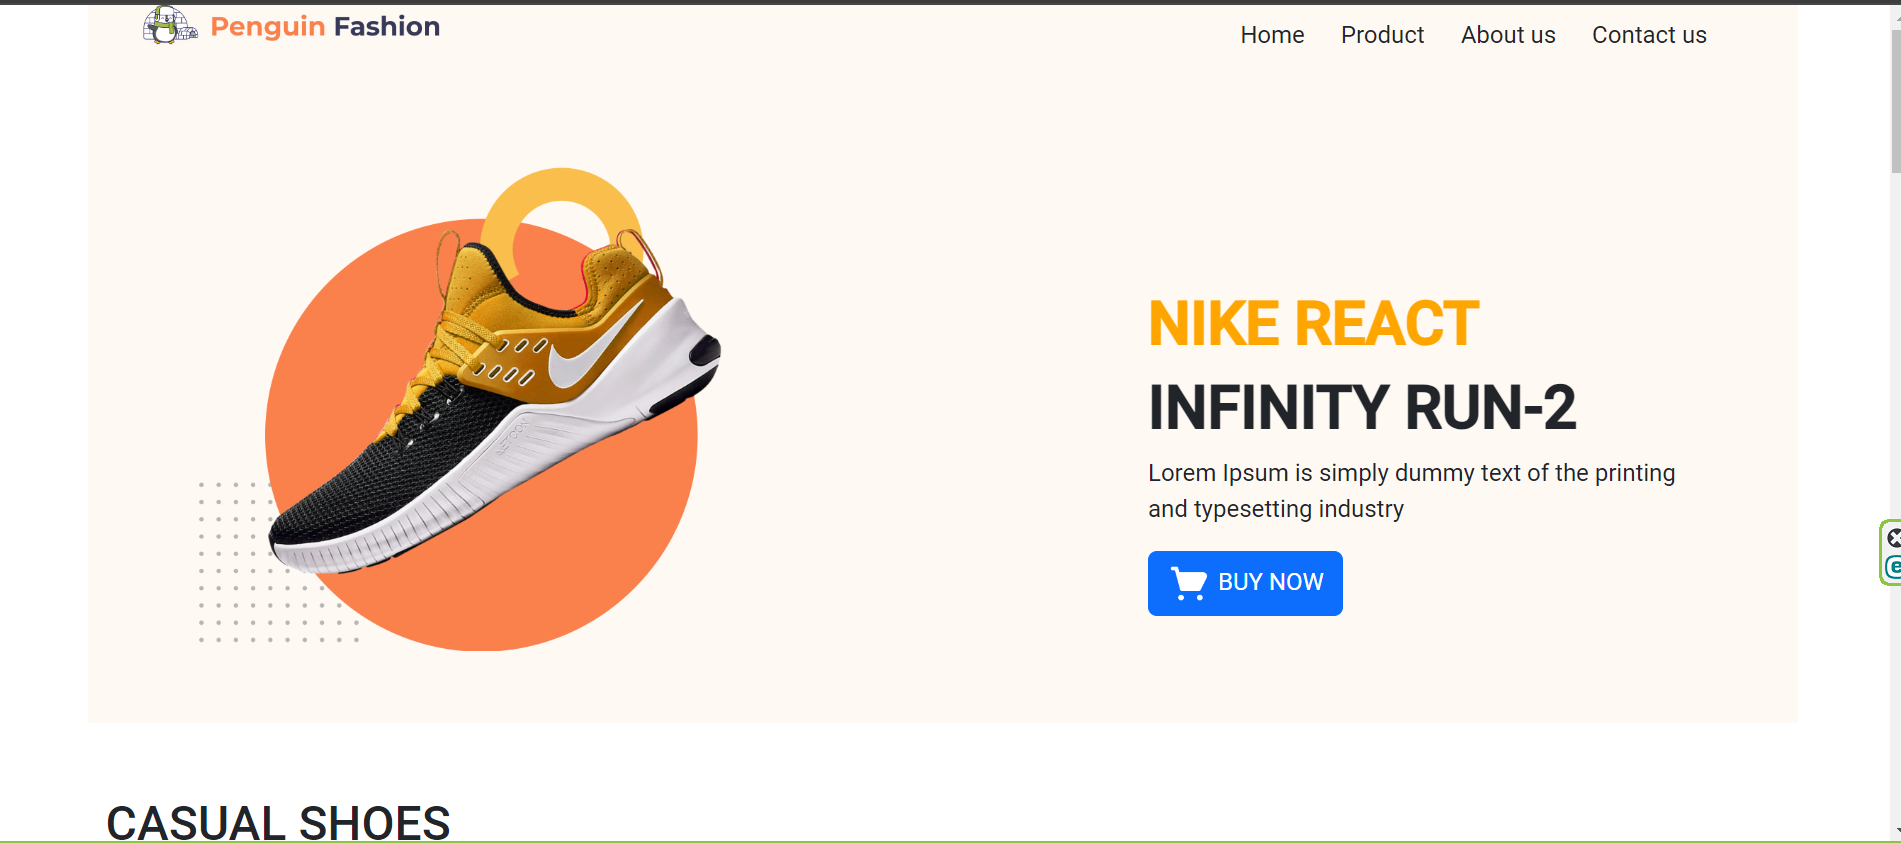 Penguin Fashion
Home Product About us Contact us
NIKE REACT
INFINITY RUN-2
Lorem Ipsum is simply dummy text of the printing
and typesetting industry
BUY NOW
CASUAL SHOES